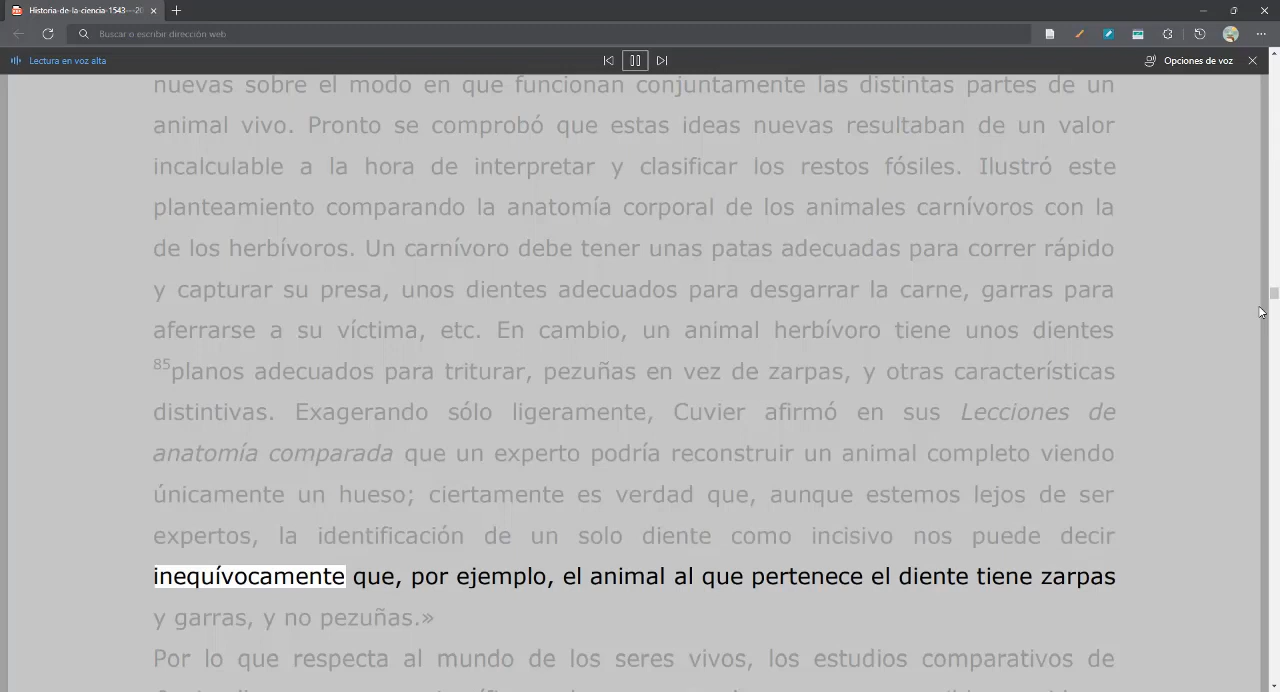 Historia-de-la-ciencia-1543---20
Buscar o escribir dirección web
Lectura en voz alta
Opciones de voz
nuevas sobre el modo en que funcionan conjuntamente las distintas partes de un
animal vivo. Pronto se comprobó que estas ideas nuevas resultaban de un valor
incalculable a la hora de interpretar y clasificar los restos fósiles. Ilustró este
planteamiento comparando la anatomía corporal de los animales carnívoros con la
de los herbívoros. Un carnívoro debe tener unas patas adecuadas para correr rápido
y capturar su presa, unos dientes adecuados para desgarrar la carne, garras para
aferrarse a su víctima, etc. En cambio, un animal herbívoro tiene unos dientes
85planos adecuados para triturar, pezuñas en vez de zarpas, y otras características
distintivas. Exagerando sólo ligeramente, Cuvier afirmó en sus Lecciones de
anatomía comparada que un experto podría reconstruir un animal completo viendo
únicamente un hueso; ciertamente es verdad que, aunque estemos lejos de ser
expertos, la identificación de un solo diente como incisivo nos puede decir
inequívocamente que, por ejemplo, el animal al que pertenece el diente tiene zarpas
y garras, y no pezuñas.»
Por lo que respecta al mundo de los seres vivos, los estudios comparativos de